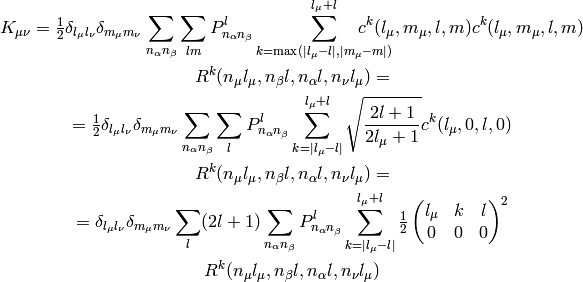 K_{\mu\nu} = \frac{1}{2} \delta_{l_\mu l_\nu} \delta_{m_\mu m_\nu} \sum_{n_\alpha n_\beta} \sum_{lm} P^l_{n_\alpha n_\beta} \sum_{k=\max(|l_\mu-l|,|m_\mu-m|)}^{l_\mu+l} c^k(l_\mu, m_\mu, l, m) c^k(l_\mu, m_\mu, l, m)
R^k(n_\mu l_\mu, n_\beta l, n_\alpha l, n_\nu l_\mu) =
= \frac{1}{2} \delta_{l_\mu l_\nu} \delta_{m_\mu m_\nu} \sum_{n_\alpha n_\beta} \sum_{l} P^l_{n_\alpha n_\beta} \sum_{k=|l_\mu-l|}^{l_\mu+l} \sqrt{\frac{2l+1}{2l_\mu+1}} c^k(l_\mu, 0, l, 0)
R^k(n_\mu l_\mu, n_\beta l, n_\alpha l, n_\nu l_\mu) =
= \delta_{l_\mu l_\nu} \delta_{m_\mu m_\nu} \sum_{l} (2l+1) \sum_{n_\alpha n_\beta} P^l_{n_\alpha n_\beta} \sum_{k=|l_\mu-l|}^{l_\mu+l} \frac{1}{2} \begin{pmatrix} l_\mu & k & l \\ 0 & 0 & 0 \end{pmatrix}^2
R^k(n_\mu l_\mu, n_\beta l, n_\alpha l, n_\nu l_\mu)